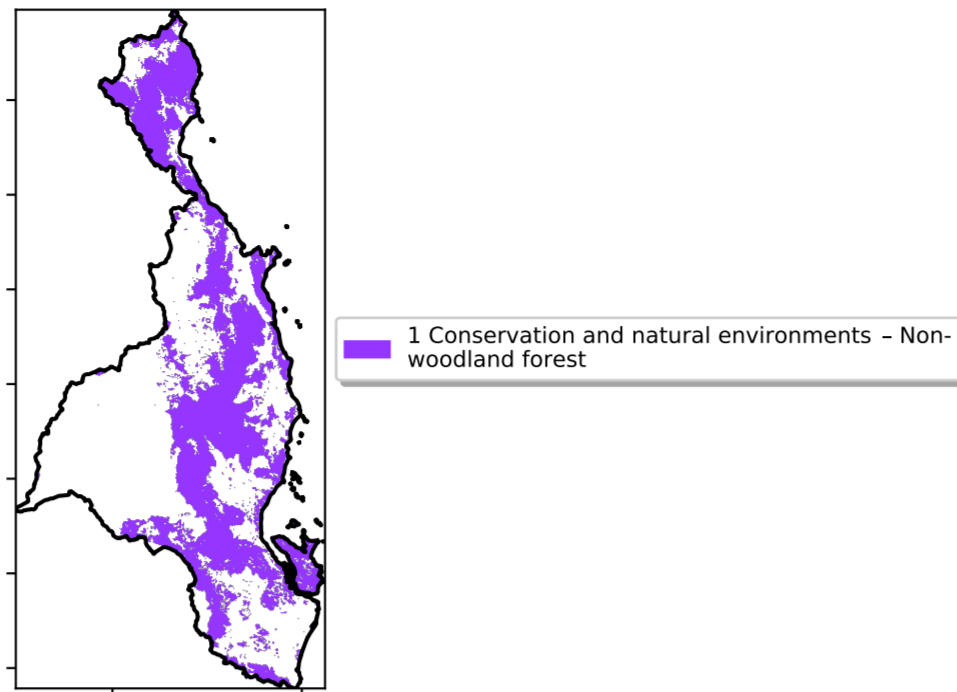 1 Conservation and natural environments – Non-
woodland forest